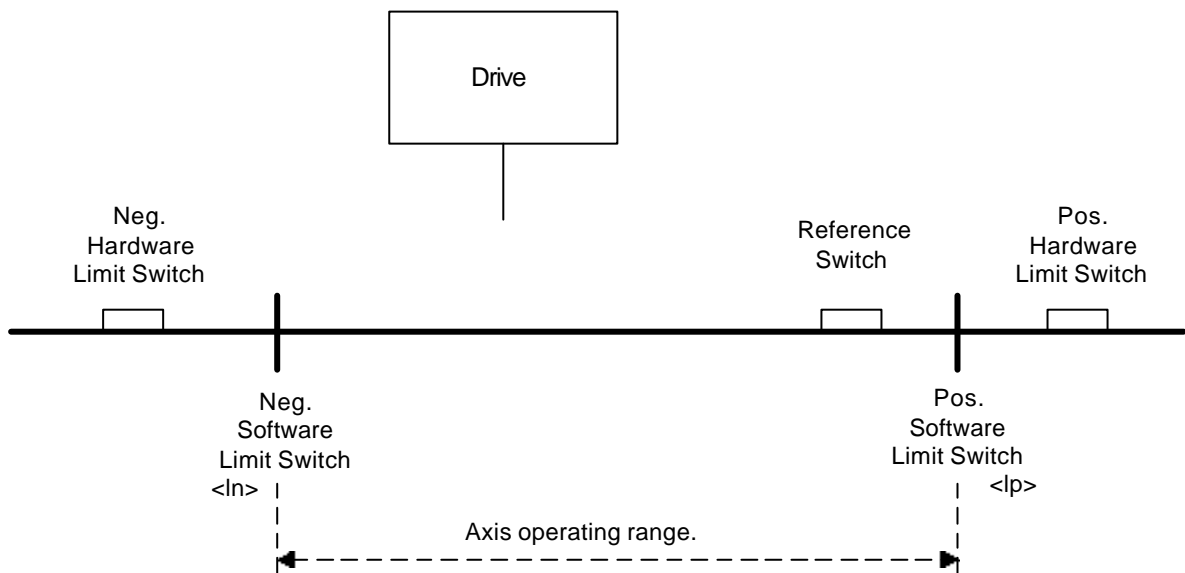 Drive
Neg.
Hardware
Limit Switch
Reference
Switch
Pos.
Hardware
Limit Switch
Neg.
Software
Limit Switch
<ln>
Pos.
Software
Limit Switch
<lp>
Axis operating range.